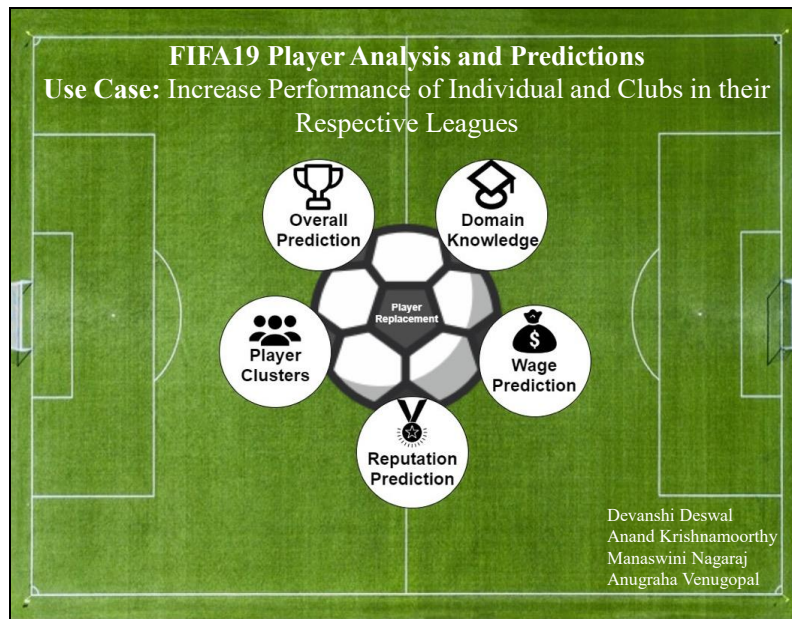 FIFA19 Player Analysis and Predictions
Use Case: Increase Performance of Individual and Clubs in their
Respective Leagues
Overall
Prediction
Domain
Knowledge
Player
Replacement
Player
Clusters
$
Wage
Prediction
Reputation
Prediction
Devanshi Deswal
Anand Krishnamoorthy
Manaswini Nagaraj
Anugraha Venugopal